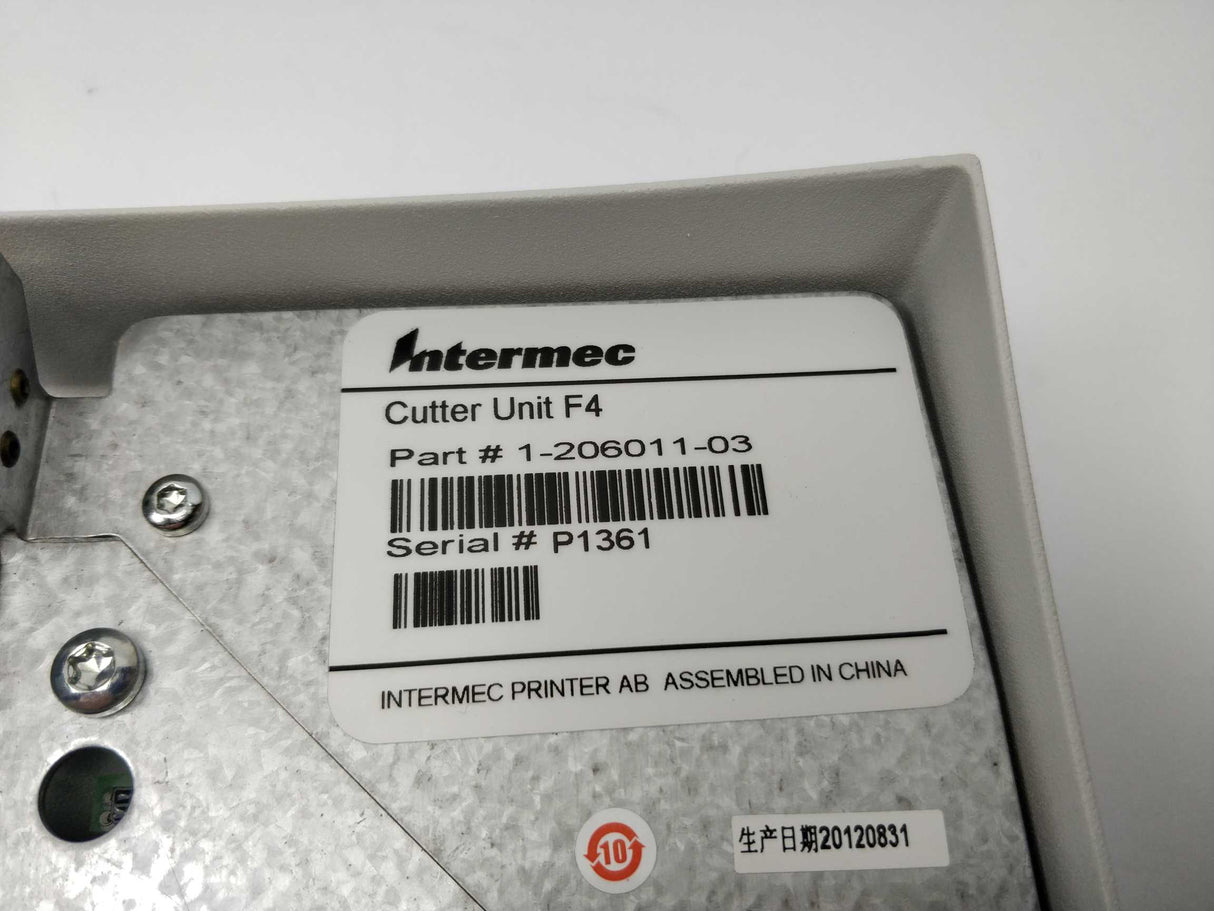 Intermec
Cutter Unit F4
Part # 1-206011-03
Serial # P1361
INTERMEC PRINTER AB ASSEMBLED IN CHINA
10
生产日期20120831